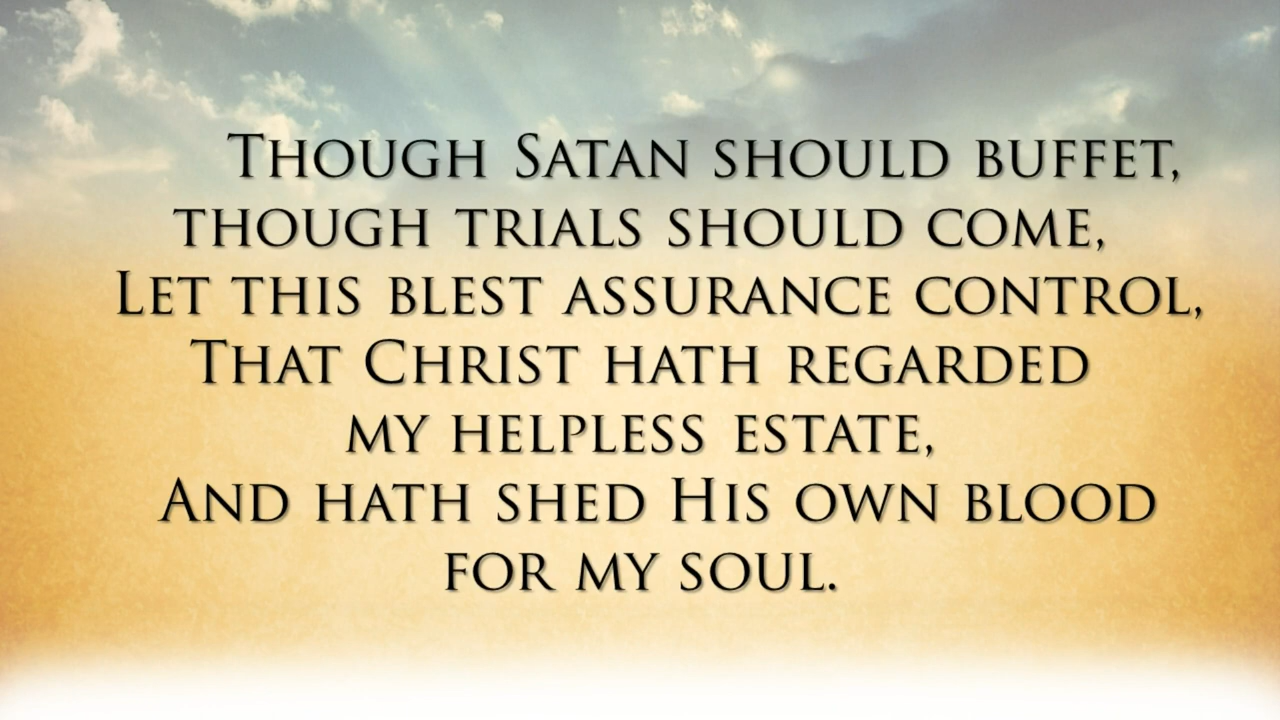 Though Satan should buffet,
though trials should come,
Let this blest assurance control,
That Christ hath regarded
my helpless estate,
And hath shed His own blood
for my soul.